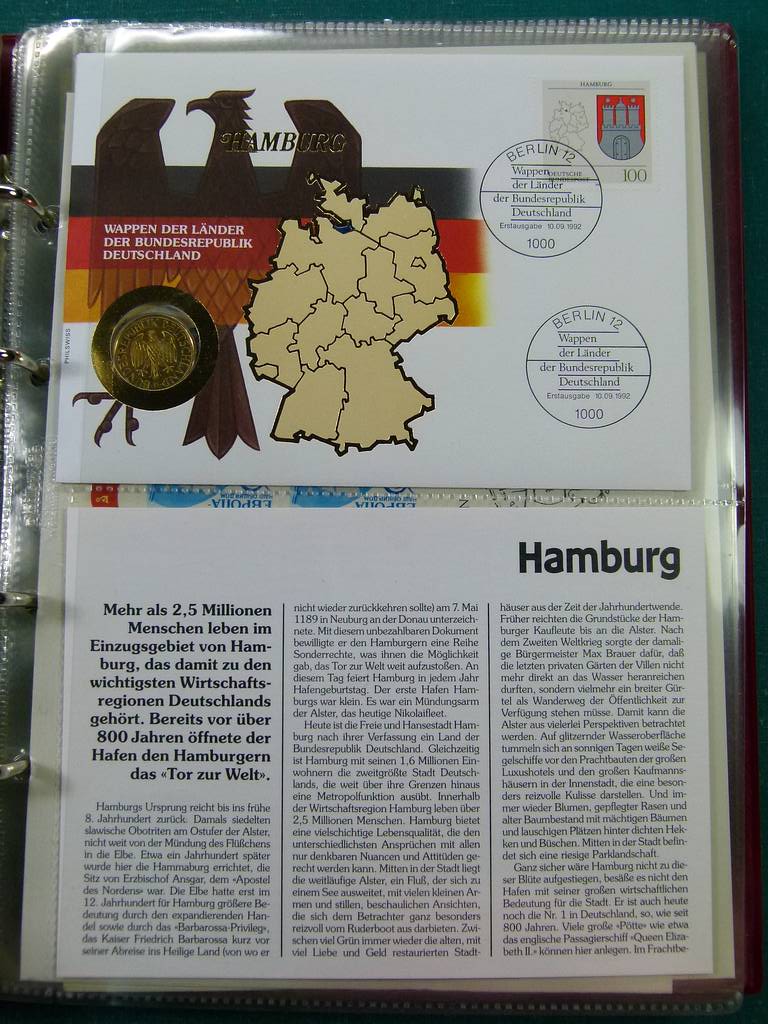 HAMBURG
HAMBURG
WAPPEN DER LÄNDER
DER BUNDESREPUBLIK
DEUTSCHLAND
PHILSWISS
DEUTSCHE
BUNDESPOST
100
BERLIN 12
Wappen
der Länder
der Bundesrepublik
Deutschland
Erstausgabe 10.09.1992
1000
BERLIN 12
Wappen
der Länder
der Bundesrepublik
Deutschland
Erstausgabe 10.09.1992
1000
ЕВРОПА
Hamburg
Mehr als 2,5 Millionen
Menschen leben im
Einzugsgebiet von Ham-
burg, das damit zu den
wichtigsten Wirtschafts-
regionen Deutschlands
gehört. Bereits vor über
800 Jahren öffnete der
Hafen den Hamburgern
das «Tor zur Welt».
Hamburgs Ursprung reicht bis ins frühe
8. Jahrhundert zurück. Damals siedelten
slawische Obotriten am Ostufer der Alster,
nicht weit von der Mündung des Flüßchens
in die Elbe. Etwa ein Jahrhundert später
wurde hier die Hammaburg errichtet, die
Sitz von Erzbischof Ansgar, dem «Apostel
des Nordens» war. Die Elbe hatte erst im
12. Jahrhundert für Hamburg größere Be-
deutung durch den expandierenden Han-
del sowie durch das «Barbarossa-Privileg»,
das Kaiser Friedrich Barbarossa kurz vor
seiner Abreise ins Heilige Land (von wo er
nicht wieder zurückkehren sollte) am 7. Mai
1189 in Neuburg an der Donau unterzeich-
nete. Mit diesem unbezahlbaren Dokument
bewilligte er den Hamburgern eine Reihe
Sonderrechte, was ihnen die Möglichkeit
gab, das Tor zur Welt weit aufzustoßen. An
diesem Tag feiert Hamburg in jedem Jahr
Hafengeburtstag. Der erste Hafen Ham-
burgs war klein. Es war ein Mündungsarm
der Alster, das heutige Nikolaifleet.
Heute ist die Freie und Hansestadt Ham-
burg nach ihrer Verfassung ein Land der
Bundesrepublik Deutschland. Gleichzeitig
ist Hamburg mit seinen 1,6 Millionen Ein-
wohnern die zweitgrößte Stadt Deutsch-
lands, die weit über ihre Grenzen hinaus
eine Metropolfunktion ausübt. Innerhalb
der Wirtschaftsregion Hamburg leben über
2,5 Millionen Menschen. Hamburg bietet
eine vielschichtige Lebensqualität, die den
unterschiedlichsten Ansprüchen mit allen
nur denkbaren Nuancen und Attitüden ge-
recht werden kann. Mitten in der Stadt liegt
die weitläufige Alster, ein Fluß, der sich zu
einem See ausweitet, mit vielen kleinen Ar-
men und stillen, beschaulichen Ansichten,
die sich dem Betrachter ganz besonders
reizvoll vom Ruderboot aus darbieten. Zwi-
schen viel Grün immer wieder die alten, mit
viel Liebe und Geld restaurierten Stadt-
häuser aus der Zeit der Jahrhundertwende.
Früher reichten die Grundstücke der Ham-
burger Kaufleute bis an die Alster. Nach
dem Zweiten Weltkrieg sorgte der damali-
ge Bürgermeister Max Brauer dafür, daß
die letzten privaten Gärten der Villen nicht
mehr direkt an das Wasser heranreichen
durften, sondern vielmehr ein breiter Gür-
tel als Wanderweg der Öffentlichkeit zur
Verfügung stehen müsse. Damit kann die
Alster aus vielerlei Perspektiven betrachtet
werden. Auf glitzernder Wasseroberfläche
tummeln sich an sonnigen Tagen weiße Se-
gelschiffe vor den Prachtbauten der großen
Luxushotels und den großen Kaufmanns-
häusern in der Innenstadt, die eine beson-
ders reizvolle Kulisse darstellen. Und im-
mer wieder Blumen, gepflegter Rasen und
alter Baumbestand mit mächtigen Bäumen
und lauschigen Plätzen hinter dichten Hek-
ken und Büschen. Mitten in der Stadt befin-
det sich eine riesige Parklandschaft.
Ganz sicher wäre Hamburg nicht zu die-
ser Blüte aufgestiegen, besäße es nicht den
Hafen mit seiner großen wirtschaftlichen
Bedeutung für die Stadt. Er ist auch heute
noch die Nr. 1 in Deutschland, so, wie seit
800 Jahren. Viele große «Pötte» wie etwa
das englische Passagierschiff «Queen Eliza-
beth II.» können hier anlegen. Im Frachtbe-